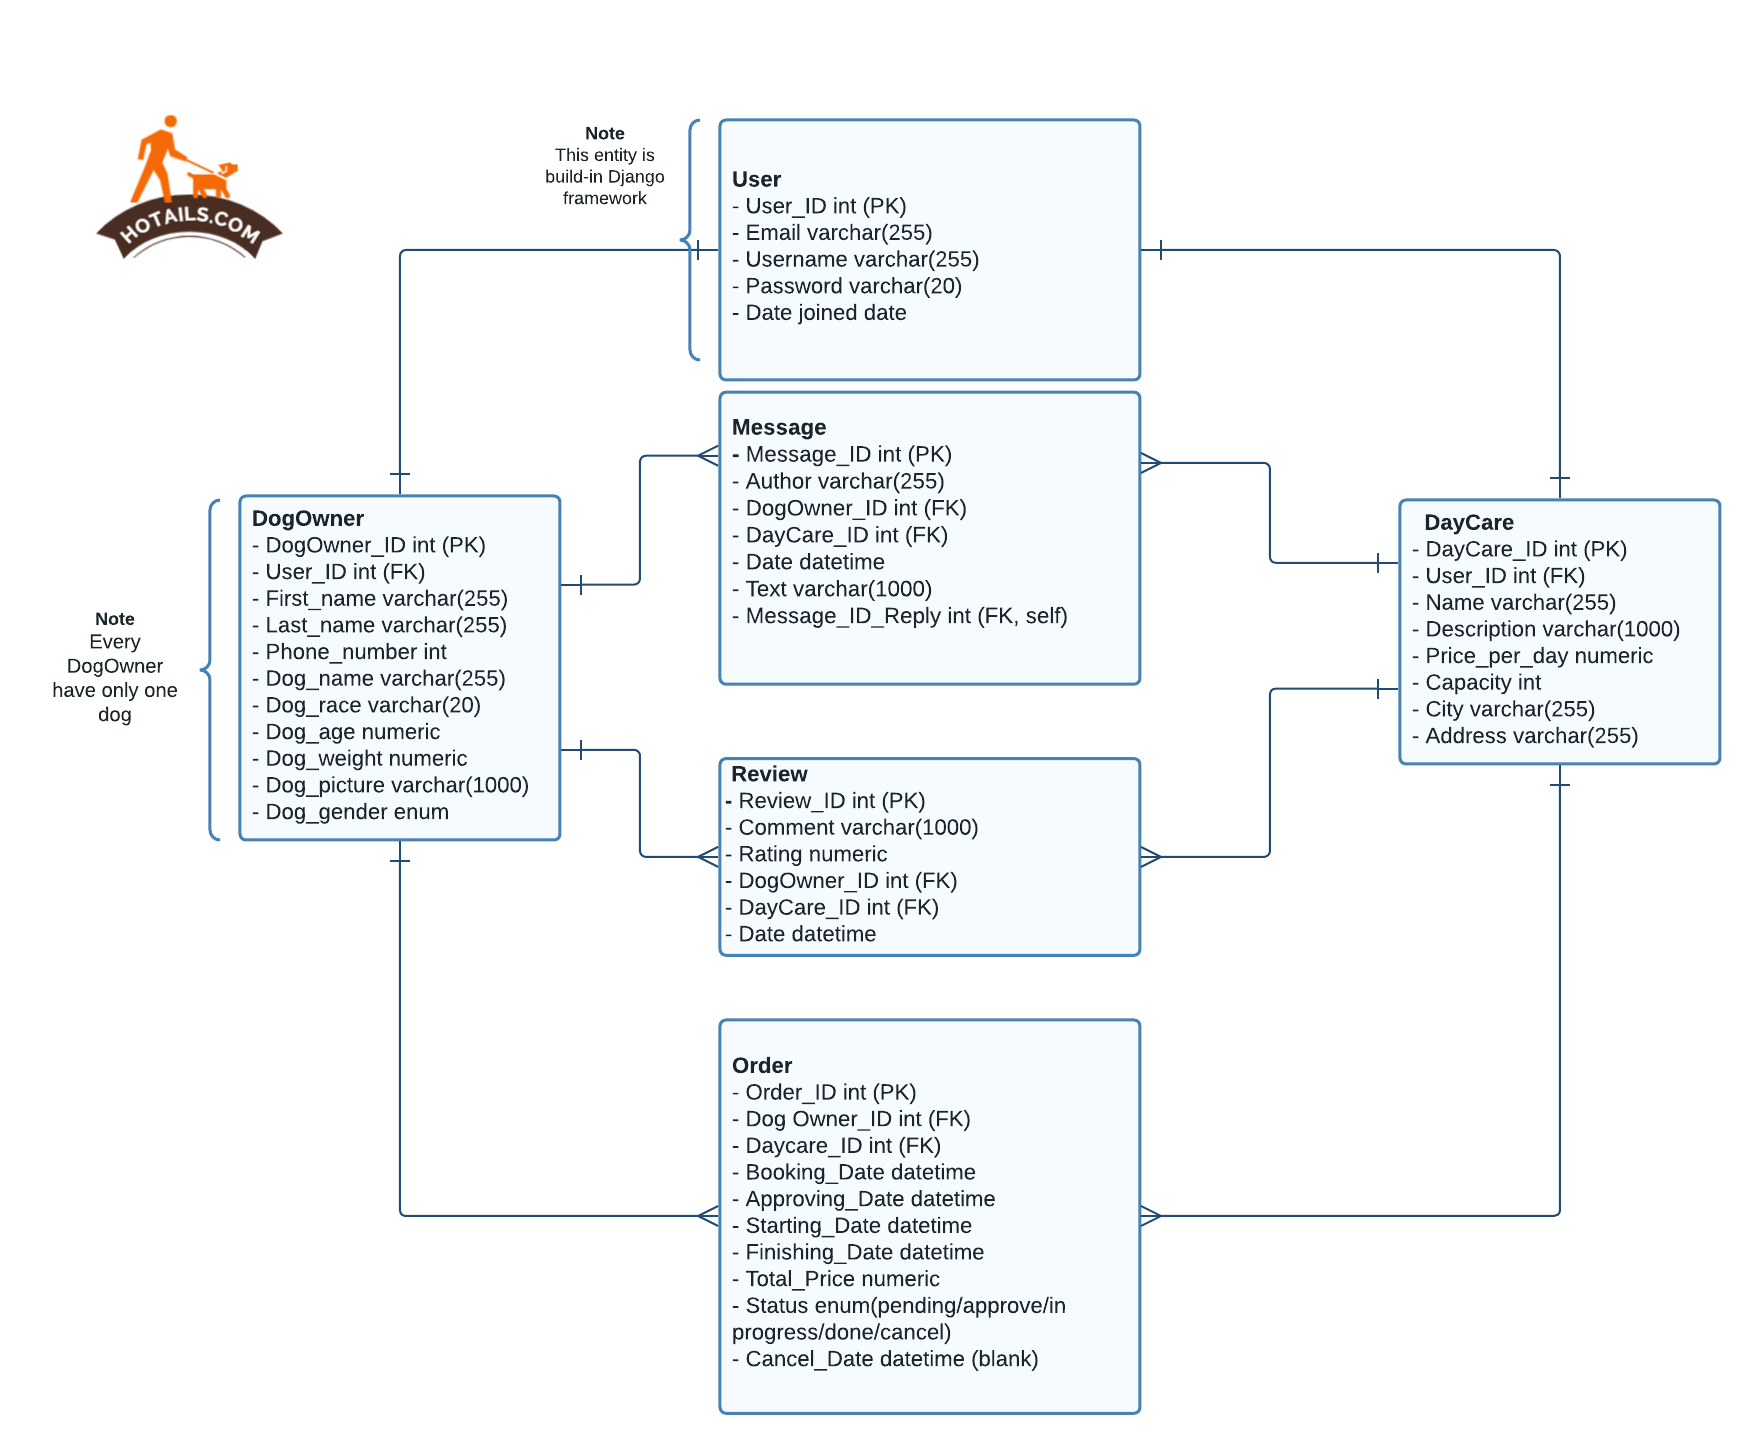 HOTAILS.COM
Note
This entity is
build-in Django
framework
User
- User_ID int (PK)
- Email varchar(255)
- Username varchar(255)
- Password varchar(20)
- Date joined date
Message
- Message_ID int (PK)
- Author varchar(255)
- DogOwner_ID int (FK)
- DayCare_ID int (FK)
- Date datetime
- Text varchar(1000)
- Message_ID_Reply int (FK, self)
Note
Every
DogOwner
have only one
dog
DogOwner
- DogOwner_ID int (PK)
- User_ID int (FK)
- First_name varchar(255)
- Last_name varchar(255)
- Phone_number int
- Dog_name varchar(255)
- Dog_race varchar(20)
- Dog_age numeric
- Dog_weight numeric
- Dog_picture varchar(1000)
- Dog_gender enum
DayCare
- DayCare_ID int (PK)
- User_ID int (FK)
- Name varchar(255)
- Description varchar(1000)
- Price_per_day numeric
- Capacity int
- City varchar(255)
- Address varchar(255)
Review
- Review_ID int (PK)
- Comment varchar(1000)
- Rating numeric
- DogOwner_ID int (FK)
- DayCare_ID int (FK)
- Date datetime
Order
- Order_ID int (PK)
- Dog Owner_ID int (FK)
- Daycare_ID int (FK)
- Booking_Date datetime
- Approving_Date datetime
- Starting_Date datetime
- Finishing_Date datetime
- Total_Price numeric
- Status enum(pending/approve/in
progress/done/cancel)
- Cancel_Date datetime (blank)